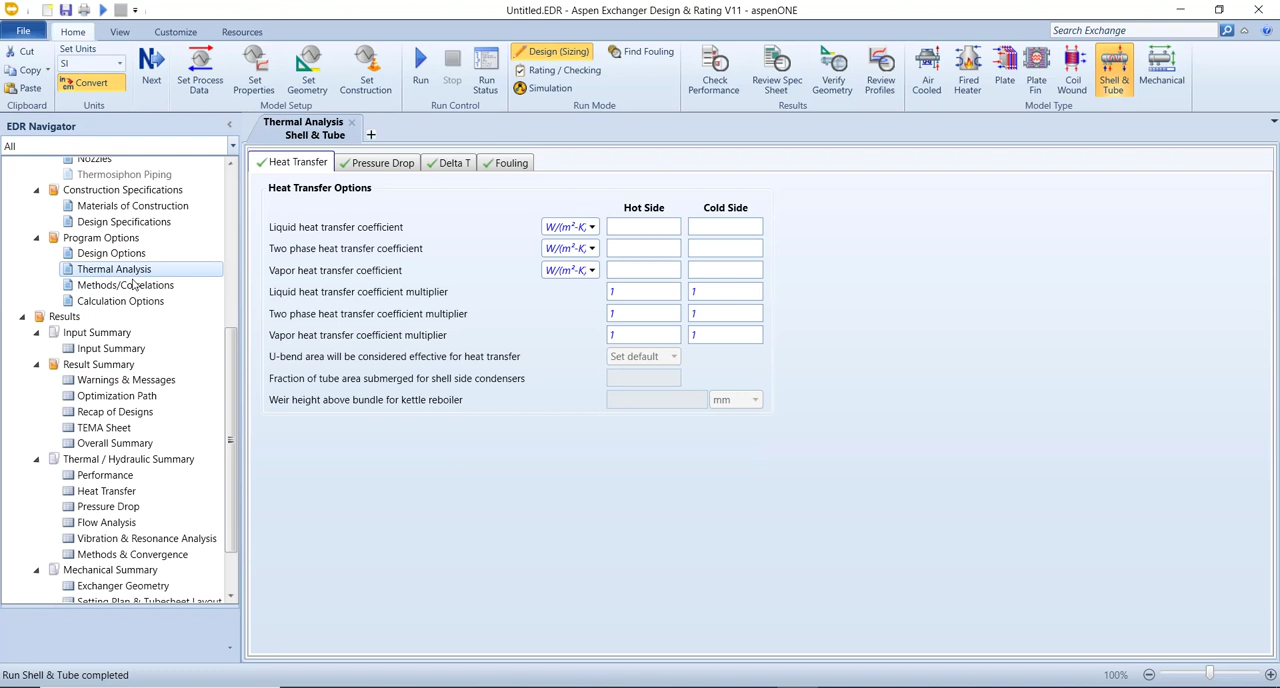 Untitled.EDR - Aspen Exchanger Design & Rating V11 - aspenONE
File Home View Customize Resources Search Exchange
Cut
Copy
Paste
Clipboard
Set Units
SI
Convert
Units
Next
Set Process Data
Set Properties
Set Geometry
Set Construction
Model Setup
Run
Stop
Run Status
Run Control
Design (Sizing)
Find Fouling
Rating / Checking
Simulation
Run Mode
Check Performance
Review Spec Sheet
Verify Geometry
Review Profiles
Results
Air Cooled
Fired Heater
Plate
Plate Fin
Coil Wound
Shell & Tube
Mechanical
Model Type
EDR Navigator
All
Nozzles
Thermosiphon Piping
Construction Specifications
Materials of Construction
Design Specifications
Program Options
Design Options
Thermal Analysis
Methods/Correlations
Calculation Options
Results
Input Summary
Input Summary
Result Summary
Warnings & Messages
Optimization Path
Recap of Designs
TEMA Sheet
Overall Summary
Thermal / Hydraulic Summary
Performance
Heat Transfer
Pressure Drop
Flow Analysis
Vibration & Resonance Analysis
Methods & Convergence
Mechanical Summary
Exchanger Geometry
Setting Plan & Tubesheet Layout
Thermal Analysis
Shell & Tube
Heat Transfer Pressure Drop Delta T Fouling
Heat Transfer Options
Hot Side Cold Side
Liquid heat transfer coefficient W/(m²-K,
Two phase heat transfer coefficient W/(m²-K,
Vapor heat transfer coefficient W/(m²-K,
Liquid heat transfer coefficient multiplier 1 1
Two phase heat transfer coefficient multiplier 1 1
Vapor heat transfer coefficient multiplier 1 1
U-bend area will be considered effective for heat transfer Set default
Fraction of tube area submerged for shell side condensers
Weir height above bundle for kettle reboiler mm
Run Shell & Tube completed
100%